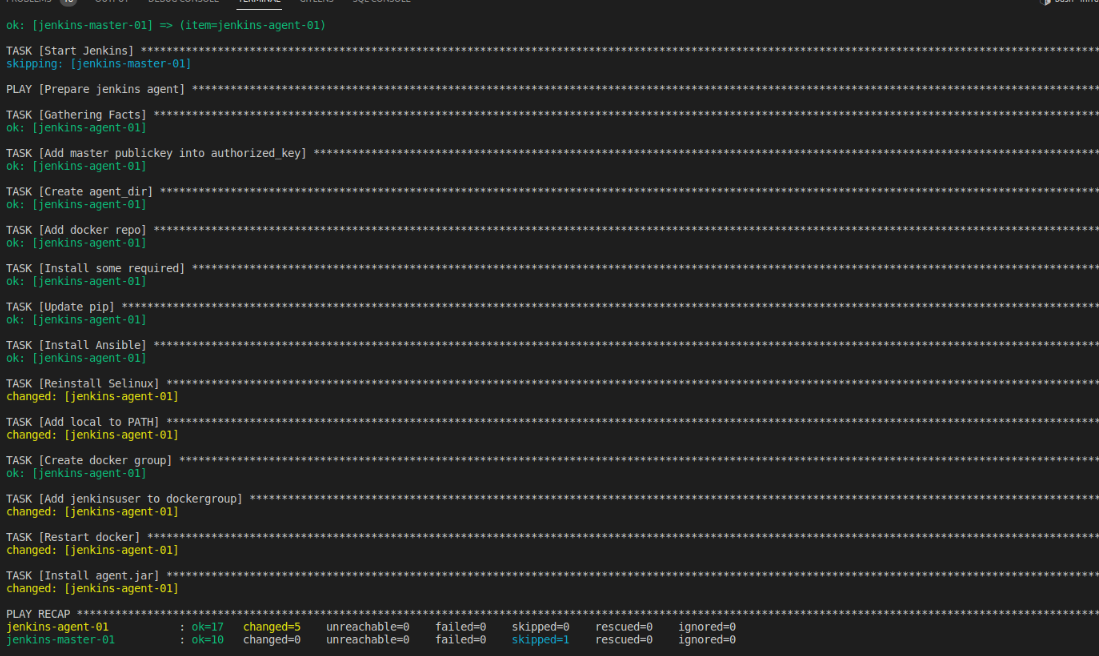 PROBLEMS OUTPUT DEBUG CONSOLE TERMINAL GITLENS SQL CONSOLE
ok: [jenkins-master-01] => (item=jenkins-agent-01)
TASK [Start Jenkins] ****************************************************************************************************
skipping: [jenkins-master-01]
PLAY [Prepare jenkins agent] ********************************************************************************************
TASK [Gathering Facts] **************************************************************************************************
ok: [jenkins-agent-01]
TASK [Add master publickey into authorized_key] *************************************************************************
ok: [jenkins-agent-01]
TASK [Create agent_dir] *************************************************************************************************
ok: [jenkins-agent-01]
TASK [Add docker repo] **************************************************************************************************
ok: [jenkins-agent-01]
TASK [Install some required] ********************************************************************************************
ok: [jenkins-agent-01]
TASK [Update pip] *******************************************************************************************************
ok: [jenkins-agent-01]
TASK [Install Ansible] **************************************************************************************************
ok: [jenkins-agent-01]
TASK [Reinstall Selinux] ************************************************************************************************
changed: [jenkins-agent-01]
TASK [Add local to PATH] ************************************************************************************************
changed: [jenkins-agent-01]
TASK [Create docker group] **********************************************************************************************
ok: [jenkins-agent-01]
TASK [Add jenkinsuser to dockergroup] ***********************************************************************************
changed: [jenkins-agent-01]
TASK [Restart docker] ***************************************************************************************************
changed: [jenkins-agent-01]
TASK [Install agent.jar] ************************************************************************************************
changed: [jenkins-agent-01]
PLAY RECAP **************************************************************************************************************
jenkins-agent-01 : ok=17 changed=5 unreachable=0 failed=0 skipped=0 rescued=0 ignored=0
jenkins-master-01 : ok=10 changed=0 unreachable=0 failed=0 skipped=1 rescued=0 ignored=0